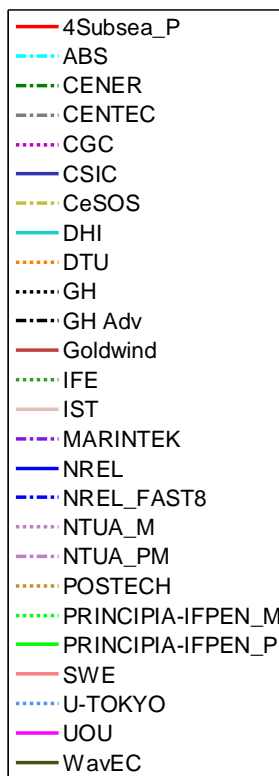 4Subsea_P
ABS
CENER
CENTEC
CGC
CSIC
CeSOS
DHI
DTU
GH
GH Adv
Goldwind
IFE
IST
MARINTEK
NREL
NREL_FAST8
NTUA_M
NTUA_PM
POSTECH
PRINCIPIA-IFPEN_M
PRINCIPIA-IFPEN_P
SWE
U-TOKYO
UOU
WavEC